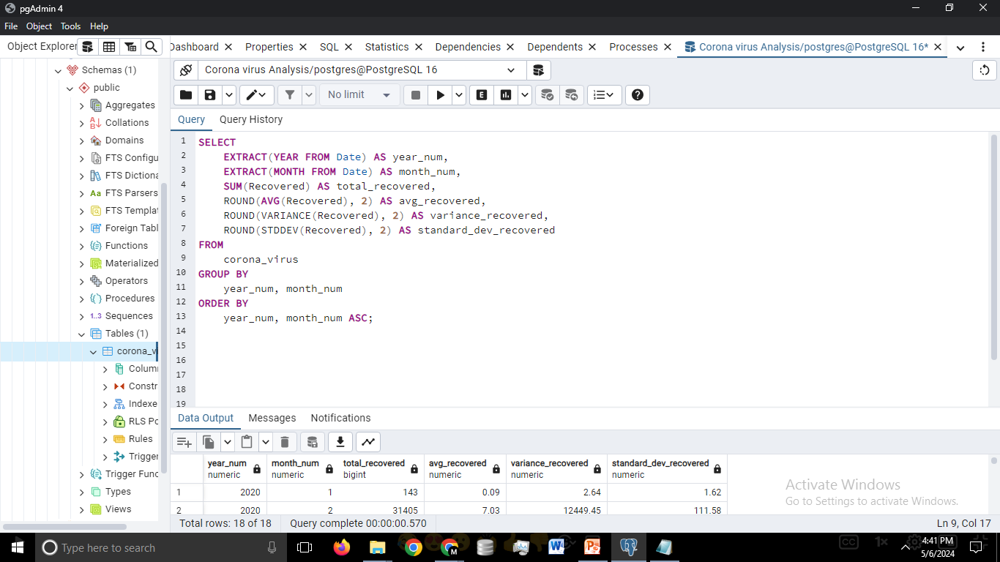 pgAdmin 4
File Object Tools Help
Object Explorer
Dashboard Properties SQL Statistics Dependencies Dependents Processes Corona virus Analysis/postgres@PostgreSQL 16*
Schemas (1)
public
Aggregates
Collations
Domains
FTS Configu
FTS Dictiona
FTS Parsers
FTS Templat
Foreign Tabl
Functions
Materialized
Operators
Procedures
1..3 Sequences
Tables (1)
corona_vi
Colum
Constr
Indexe
RLS Po
Rules
Trigger
Trigger Func
Types
Views
Corona virus Analysis/postgres@PostgreSQL 16
No limit
Query Query History
1 SELECT
2 EXTRACT(YEAR FROM Date) AS year_num,
3 EXTRACT(MONTH FROM Date) AS month_num,
4 SUM(Recovered) AS total_recovered,
5 ROUND(AVG(Recovered), 2) AS avg_recovered,
6 ROUND(VARIANCE(Recovered), 2) AS variance_recovered,
7 ROUND(STDDEV(Recovered), 2) AS standard_dev_recovered
8 FROM
9 corona_virus
10 GROUP BY
11 year_num, month_num
12 ORDER BY
13 year_num, month_num ASC;
14
15
16
17
18
19
Data Output Messages Notifications
year_num month_num total_recovered avg_recovered variance_recovered standard_dev_recovered
numeric numeric bigint numeric numeric numeric
1 2020 1 143 0.09 2.64 1.62
2 2020 2 31405 7.03 12449.45 111.58
Activate Windows
Go to Settings to activate Windows.
Total rows: 18 of 18 Query complete 00:00:00.570 Ln 9, Col 17
Type here to search
CC 1x
4:41 PM
5/6/2024